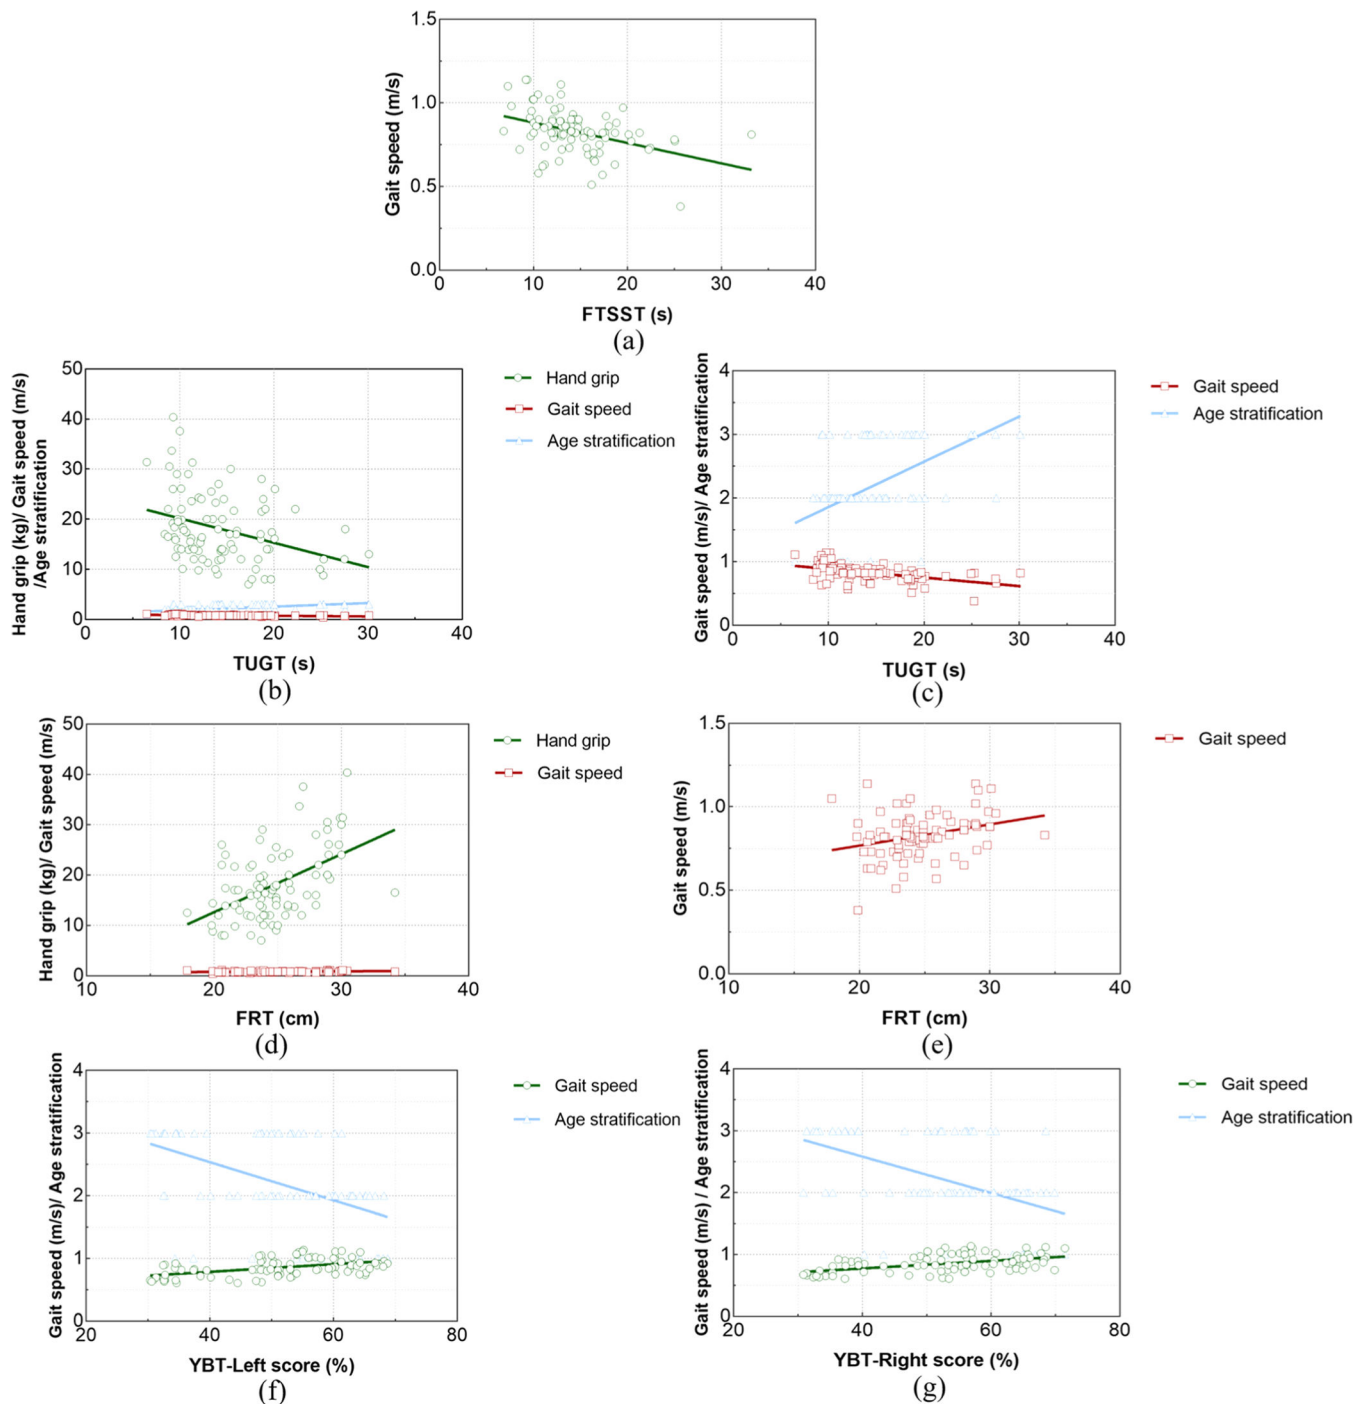 1.5
1.0
0.5
0.0
Gait speed (m/s)
0 10 20 30 40
FTSST (s)
(a)
50
40
30
20
10
0
Hand grip (kg)/ Gait speed (m/s)
/Age stratification
0 10 20 30 40
TUGT (s)
(b)
Hand grip
Gait speed
Age stratification
4
3
2
1
0
Gait speed (m/s)/ Age stratification
0 10 20 30 40
TUGT (s)
(c)
Gait speed
Age stratification
50
40
30
20
10
0
Hand grip (kg)/ Gait speed (m/s)
10 20 30 40
FRT (cm)
(d)
Hand grip
Gait speed
1.5
1.0
0.5
0.0
Gait speed (m/s)
10 20 30 40
FRT (cm)
(e)
Gait speed
4
3
2
1
0
Gait speed (m/s)/ Age stratification
20 40 60 80
YBT-Left score (%)
(f)
Gait speed
Age stratification
4
3
2
1
0
Gait speed (m/s) / Age stratification
20 40 60 80
YBT-Right score (%)
(g)
Gait speed
Age stratification